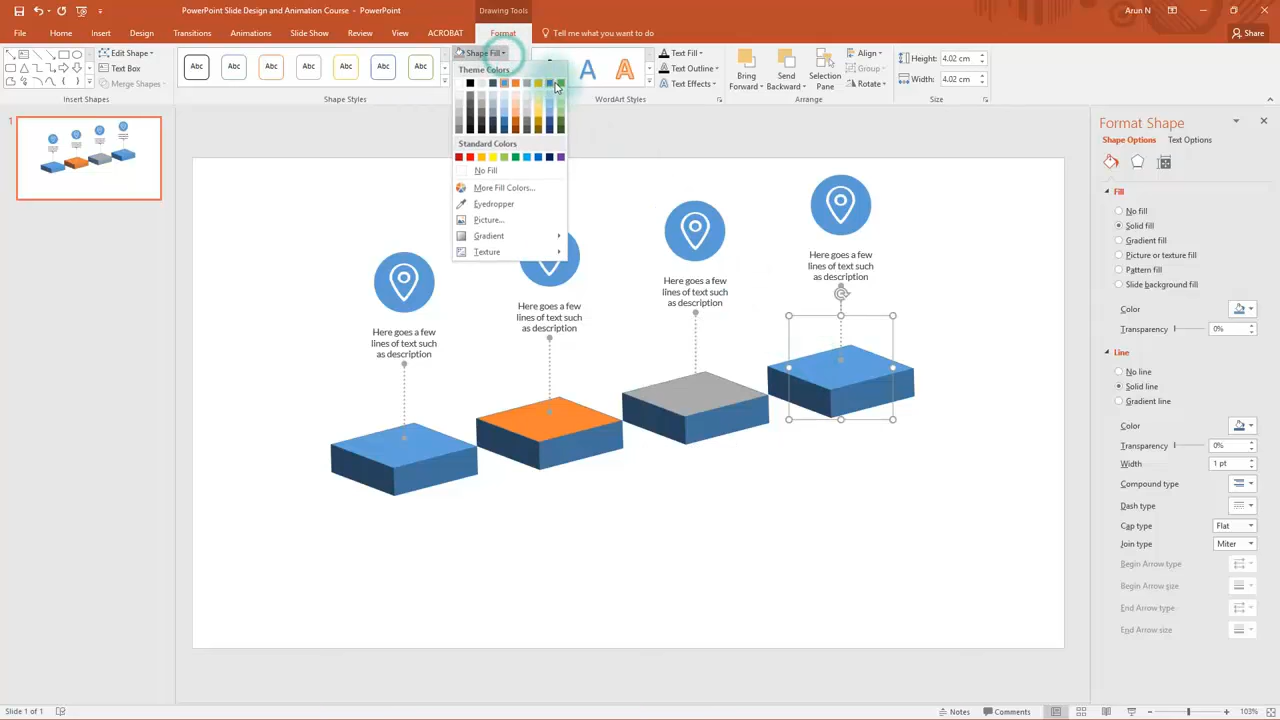 PowerPoint Slide Design and Animation Course - PowerPoint
Drawing Tools
Arun N
File
Home
Insert
Design
Transitions
Animations
Slide Show
Review
View
ACROBAT
Format
Tell me what you want to do
Share
Edit Shape
Text Box
Merge Shapes
Insert Shapes
Abc
Abc
Abc
Abc
Abc
Abc
Abc
Shape Styles
Shape Fill
A
A
Text Fill
Text Outline
Text Effects
WordArt Styles
Bring
Forward
Send
Backward
Selection
Pane
Align
Group
Rotate
Arrange
Height:
4.02 cm
Width:
4.02 cm
Size
Theme Colors
Standard Colors
No Fill
More Fill Colors...
Eyedropper
Picture...
Gradient
Texture
1
Here goes a few
lines of text such
as description
Here goes a few
lines of text such
as description
Here goes a few
lines of text such
as description
Here goes a few
lines of text such
as description
Format Shape
Shape Options
Text Options
Fill
No fill
Solid fill
Gradient fill
Picture or texture fill
Pattern fill
Slide background fill
Color
Transparency
0%
Line
No line
Solid line
Gradient line
Color
Transparency
0%
Width
1 pt
Compound type
Dash type
Cap type
Flat
Join type
Miter
Begin Arrow type
Begin Arrow size
End Arrow type
End Arrow size
Slide 1 of 1
Notes
Comments
103%